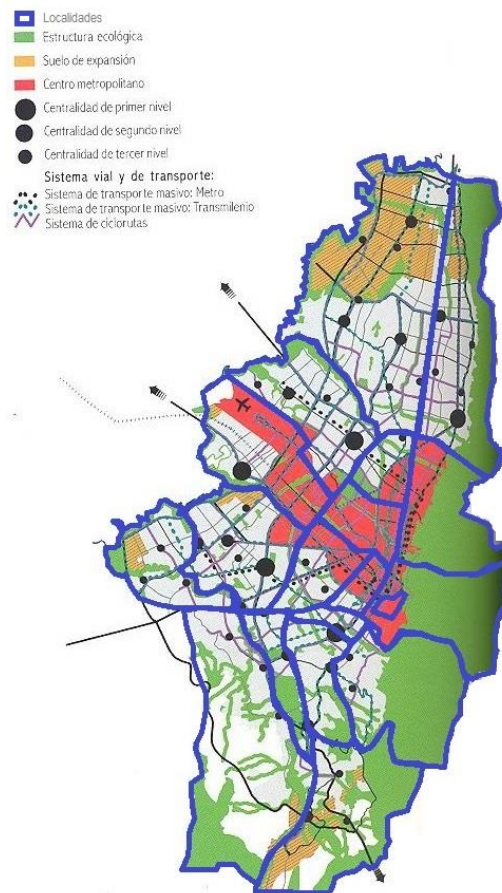 Localidades
Estructura ecológica
Suelo de expansión
Centro metropolitano
Centralidad de primer nivel
Centralidad de segundo nivel
Centralidad de tercer nivel
Sistema vial y de transporte:
Sistema de transporte masivo: Metro
Sistema de transporte masivo: Transmilenio
Sistema de ciclorutas